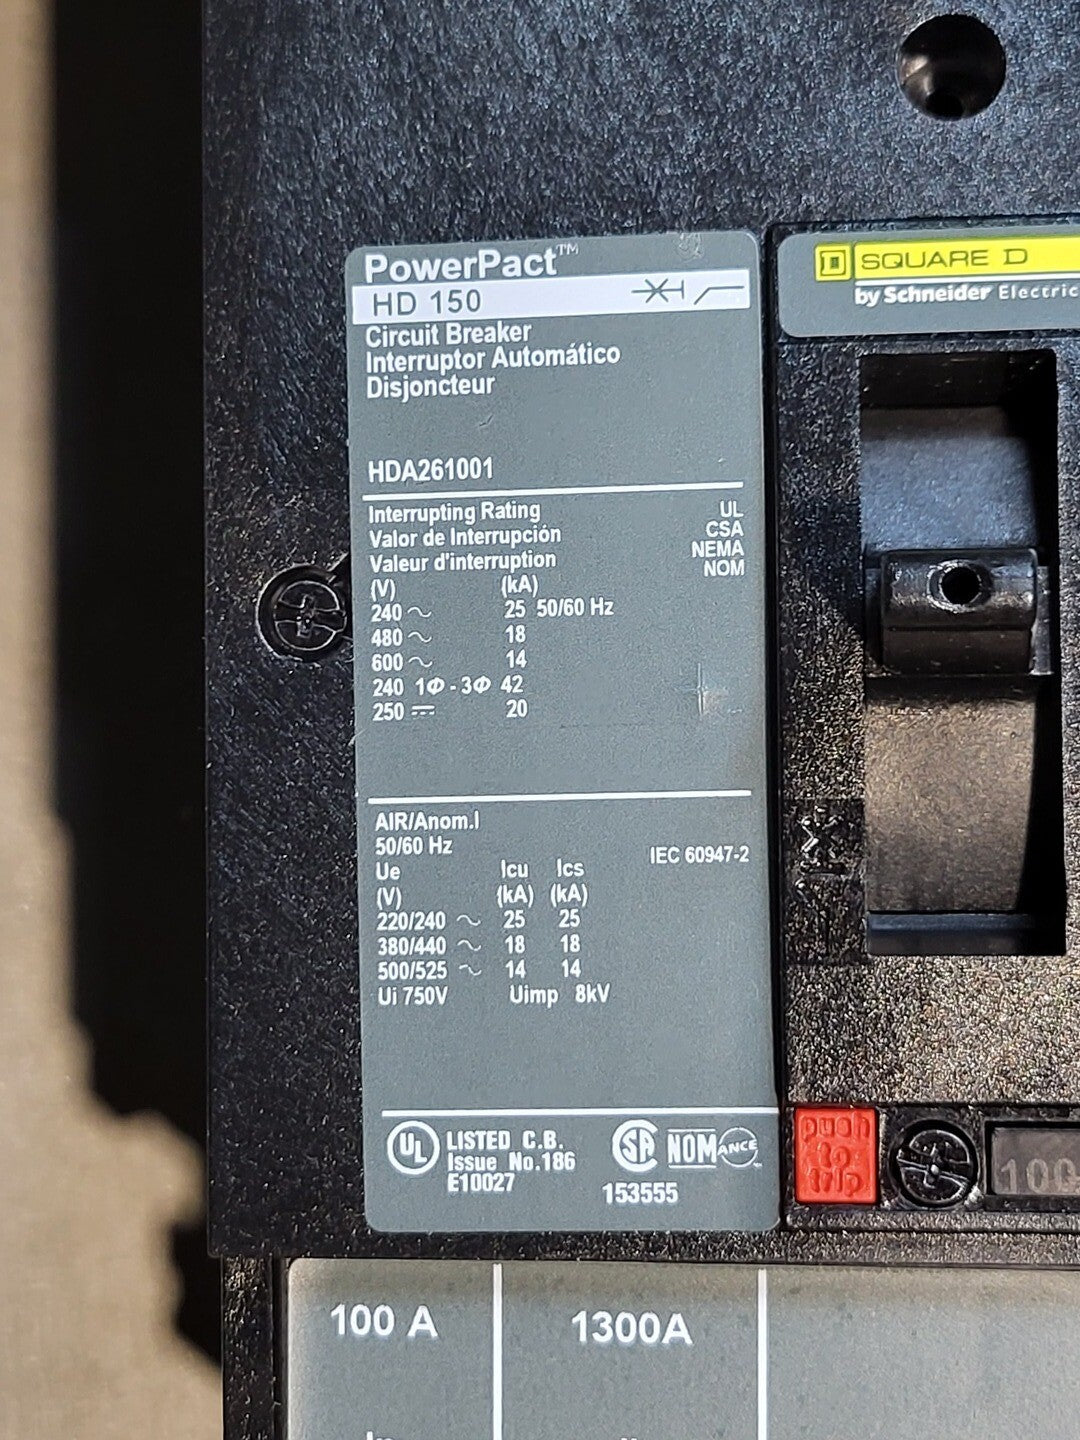 PowerPact™
HD 150
Circuit Breaker
Interruptor Automático
Disjoncteur
HDA261001
Interrupting Rating UL
Valor de Interrupción CSA
Valeur d'interruption NEMA
NOM
(V) (kA)
240 ~ 25 50/60 Hz
480 ~ 18
600 ~ 14
240 1Φ - 3Φ 42
250 ⎓ 20
AIR/Anom.I
50/60 Hz
IEC 60947-2
Ue Icu Ics
(V) (kA) (kA)
220/240 ~ 25 25
380/440 ~ 18 18
500/525 ~ 14 14
Ui 750V Uimp 8kV
UL LISTED C.B.
Issue No.186
E10027
SA NOM ANCE
153555
SQUARE D
by Schneider Electric
push
to
trip
100
100 A 1300A